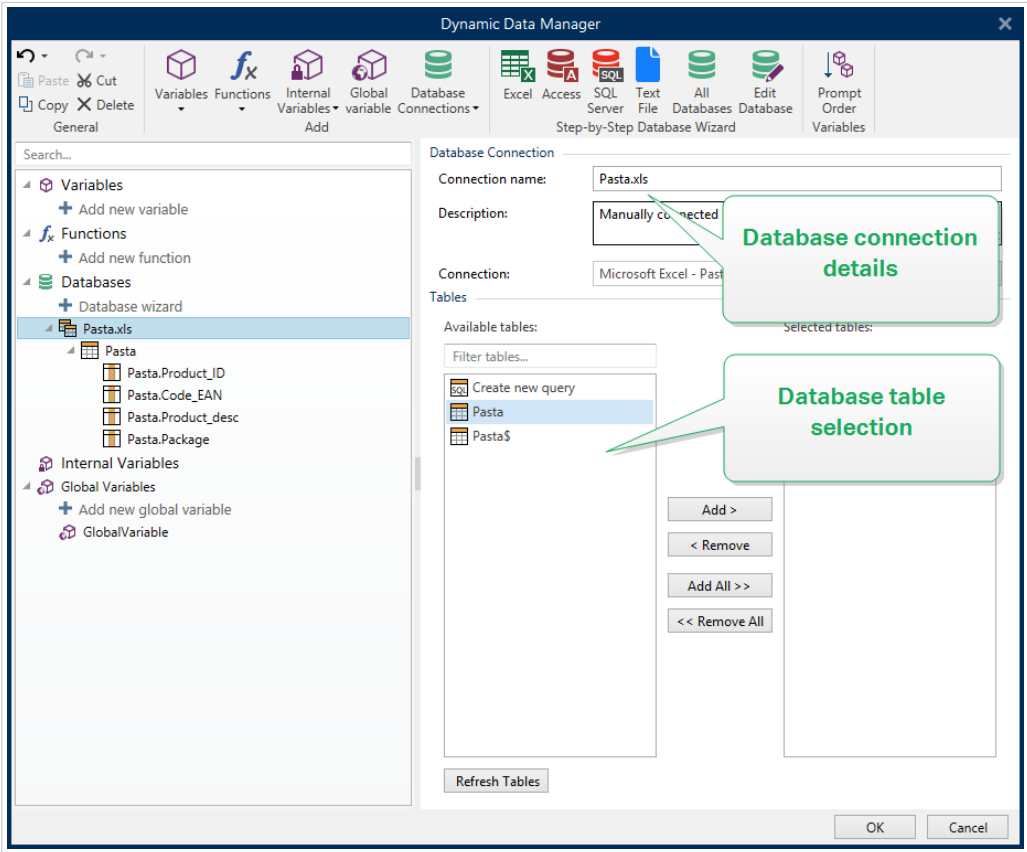 Dynamic Data Manager
Paste
Cut
Copy
Delete
General
Variables
Functions
Internal Variables
Global variable
Database Connections
Add
Excel
Access
SQL Server
Text File
All Databases
Edit Database
Step-by-Step Database Wizard
Prompt Order
Variables
Search...
Variables
Add new variable
Functions
Add new function
Databases
Database wizard
Pasta.xls
Pasta
Pasta.Product_ID
Pasta.Code_EAN
Pasta.Product_desc
Pasta.Package
Internal Variables
Global Variables
Add new global variable
GlobalVariable
Database Connection
Connection name:
Pasta.xls
Description:
Manually connected
Connection:
Microsoft Excel - Past
Database connection
details
Tables
Available tables:
Selected tables:
Filter tables...
SQL Create new query
Pasta
Pasta$
Database table
selection
Add >
< Remove
Add All >>
<< Remove All
Refresh Tables
OK
Cancel